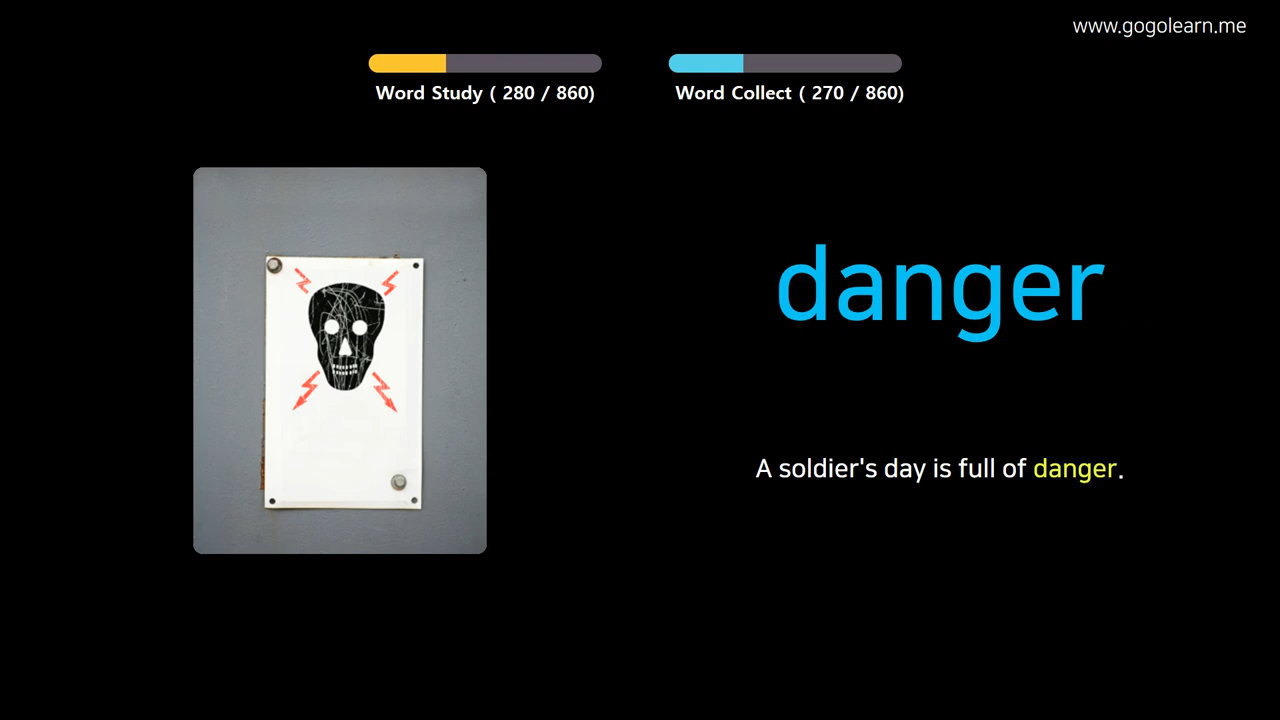 www.gogolearn.me
Word Study ( 280 / 860)
Word Collect ( 270 / 860)
danger
A soldier's day is full of danger.